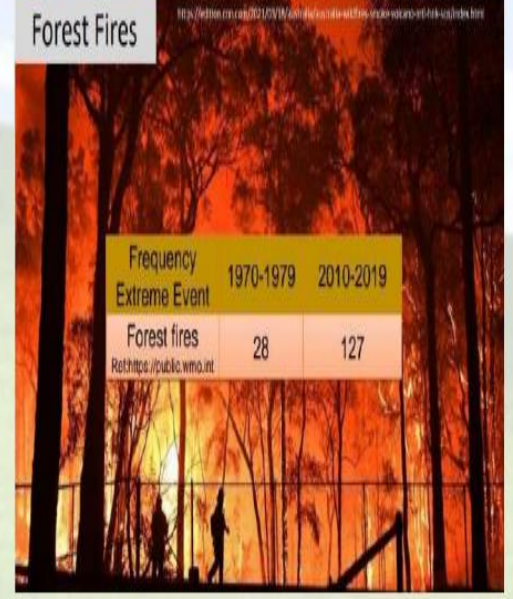 Forest Fires
Frequency
Extreme Event
1970-1979
2010-2019
Forest fires
Ref:https://public.wmo.int
28
127